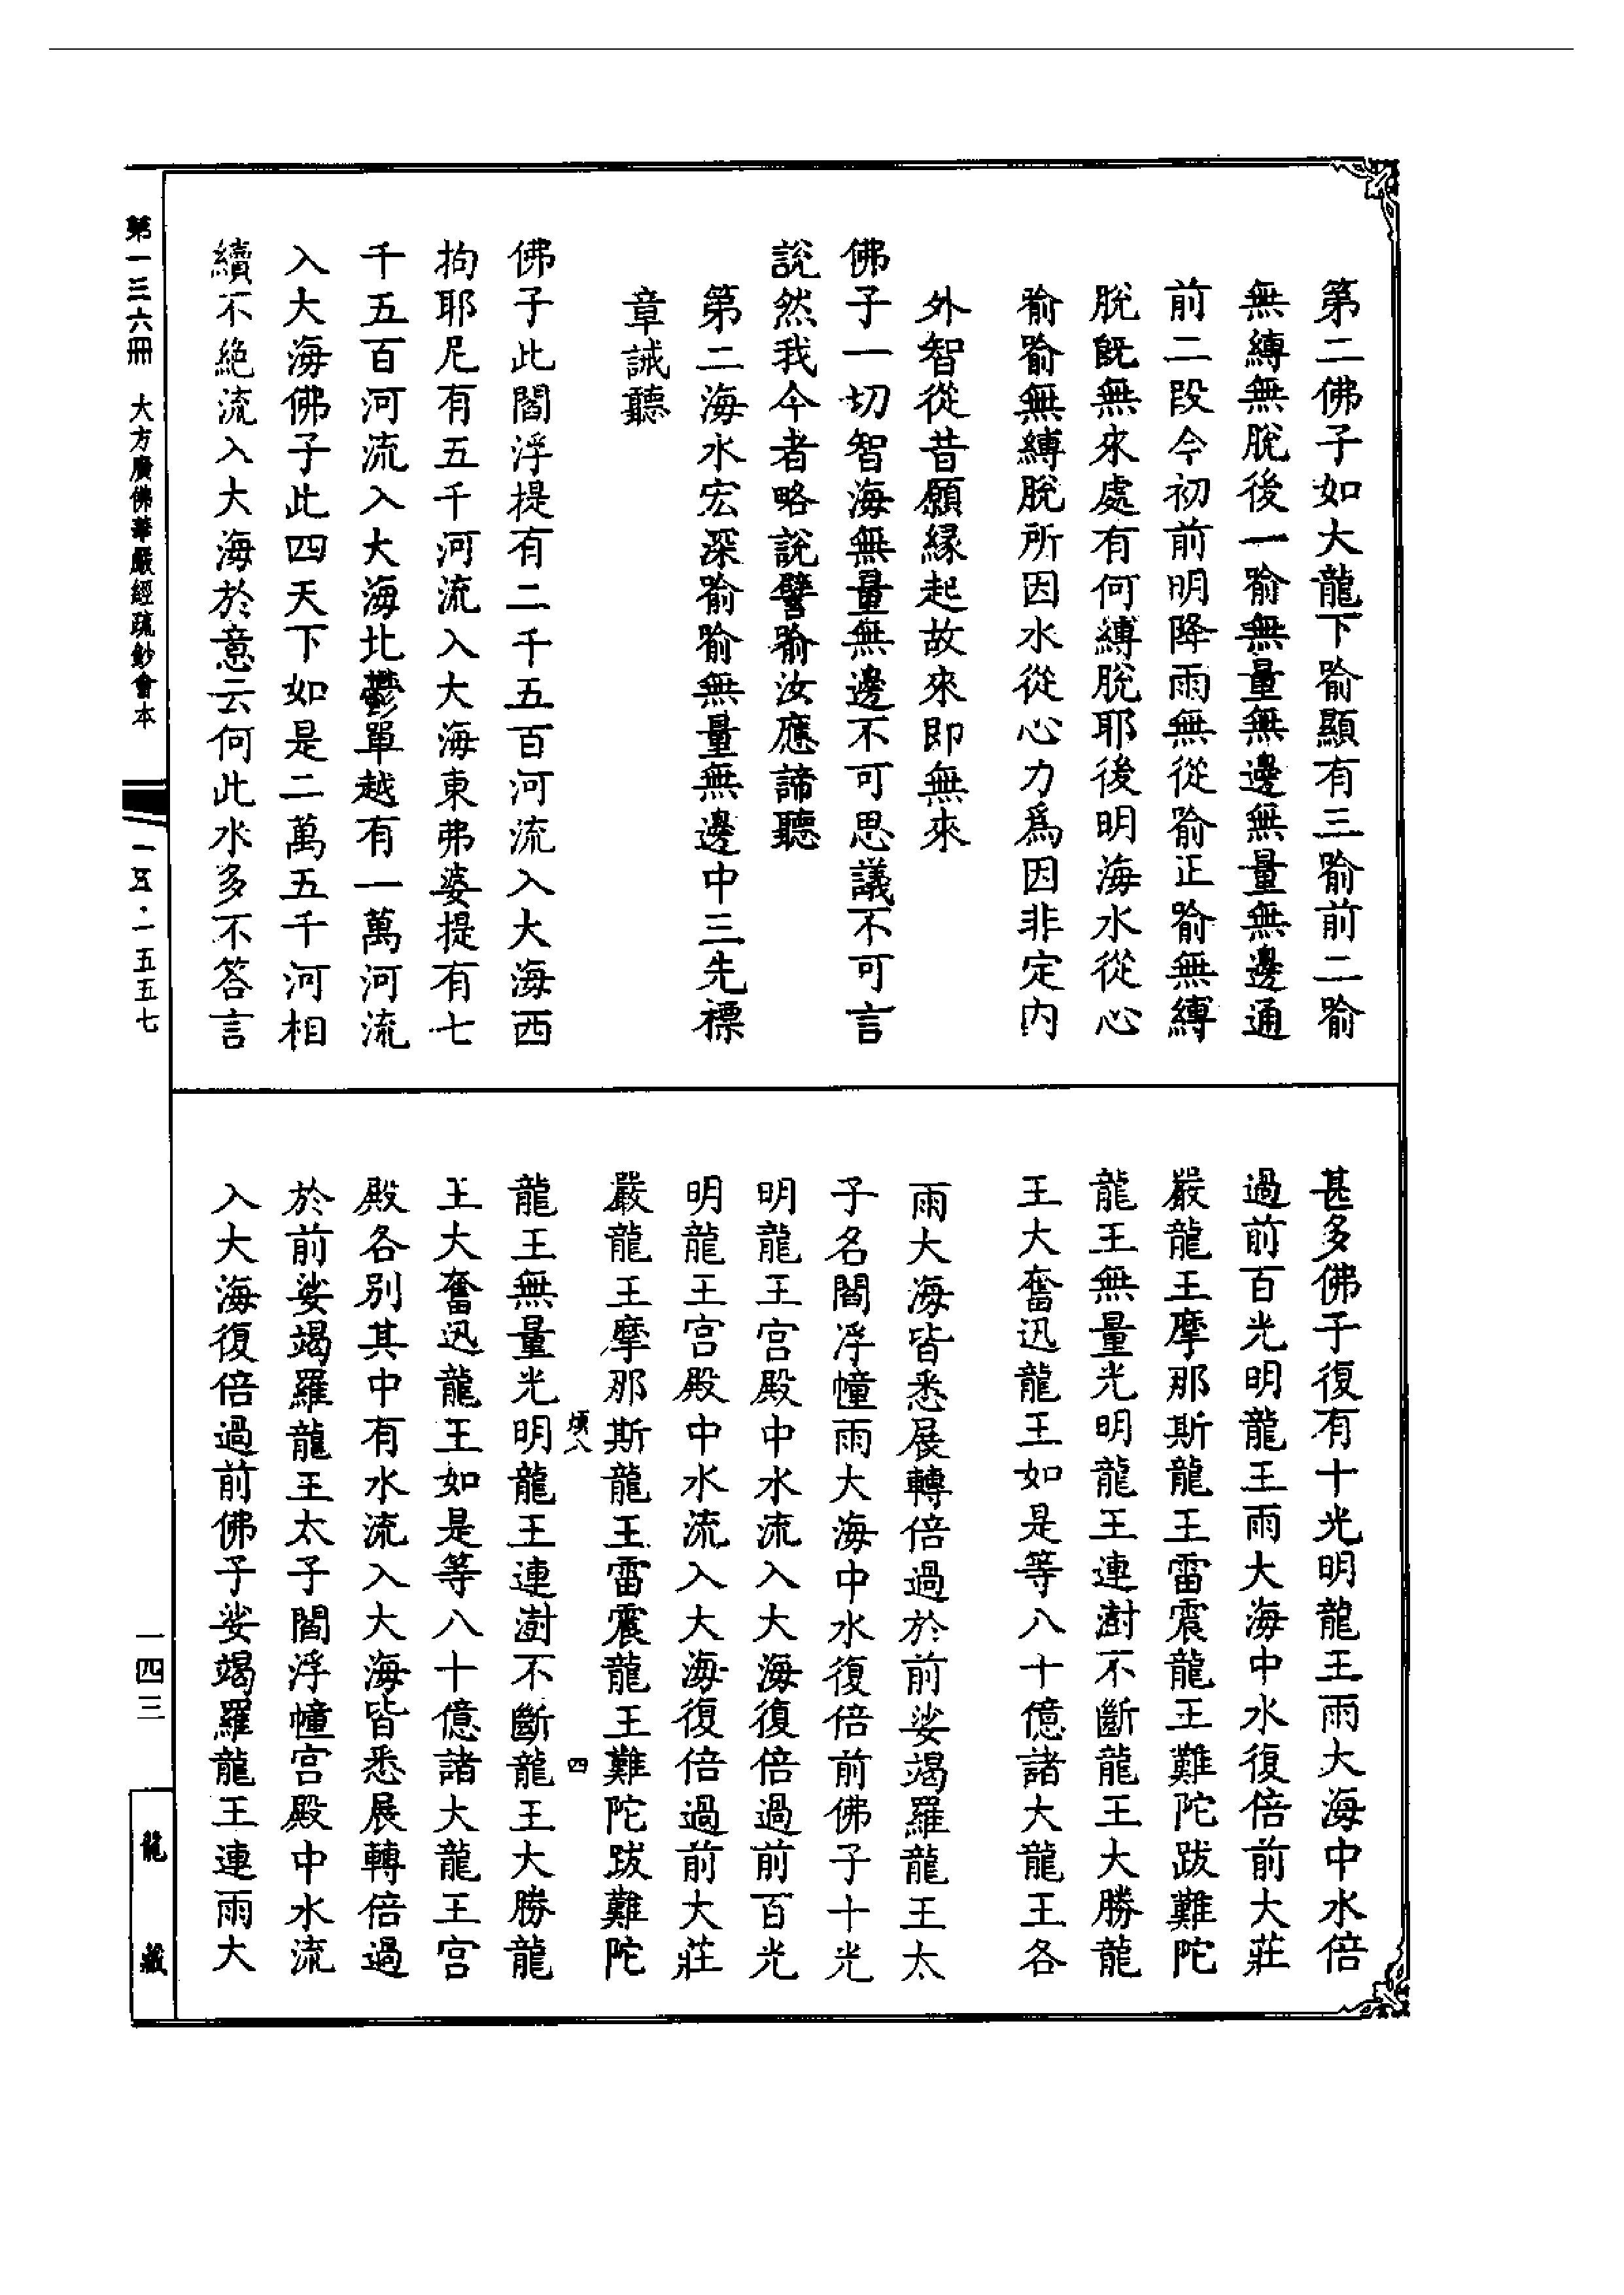 第二佛子如大龍下喻顯有三喻前二喻
無縛無脫後一喻無量無邊無量無邊通
前二段今初前明降雨無從喻正喻無縛
脫既無來處有何縛脫耶後明海水從心
喻喻無縛脫所因水從心力為因非定内
外智從昔願緣起故來即無來
佛子一切智海無量無邊不可思議不可言
說然我今者略說譬喻汝應諦聽
第二海水宏深喻喻無量無邊中三先標
章誡聽
佛子此閻浮提有二千五百河流入大海西
拘耶尼有五千河流入大海東弗婆提有七
千五百河流入大海北鬱單越有一萬河流
入大海佛子此四天下如是二萬五千河相
續不絕流入大海於意云何此水多不答言
甚多佛子復有十光明龍王雨大海中水倍
過前百光明龍王雨大海中水復倍前大莊
嚴龍王摩那斯龍王雷震龍王難陀跋難陀
龍王無量光明龍王連澍不斷龍王大勝龍
王大奮迅龍王如是等八十億諸大龍王各
雨大海皆悉展轉倍過於前娑竭羅龍王太
子名閻浮幢雨大海中水復倍前佛子十光
明龍王宮殿中水流入大海復倍過前百光
明龍王宮殿中水流入大海復倍過前大莊
嚴龍王摩那斯龍王雷震龍王難陀跋難陀
煩八 四
龍王無量光明龍王連澍不斷龍王大勝龍
王大奮迅龍王如是等八十億諸大龍王宮
殿各別其中有水流入大海皆悉展轉倍過
於前娑竭羅龍王太子閻浮幢宮殿中水流
入大海復倍過前佛子娑竭羅龍王連雨大
第一三六冊 大方廣佛華嚴經疏鈔會本 一五·一五五七
一四三
龍藏